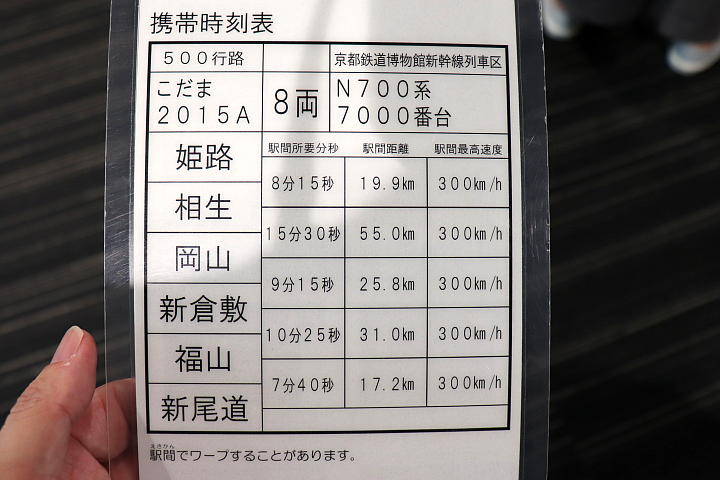 携帯時刻表
５００行路 京都鉄道博物館新幹線列車区
こだま
２０１５Ａ
８両
Ｎ７００系
７０００番台
駅間所要分秒 駅間距離 駅間最高速度
姫路
8分15秒 19.9㎞ 300㎞/h
相生
15分30秒 55.0㎞ 300㎞/h
岡山
9分15秒 25.8㎞ 300㎞/h
新倉敷
10分25秒 31.0㎞ 300㎞/h
福山
7分40秒 17.2㎞ 300㎞/h
新尾道
えきかん
駅間でワープすることがあります。